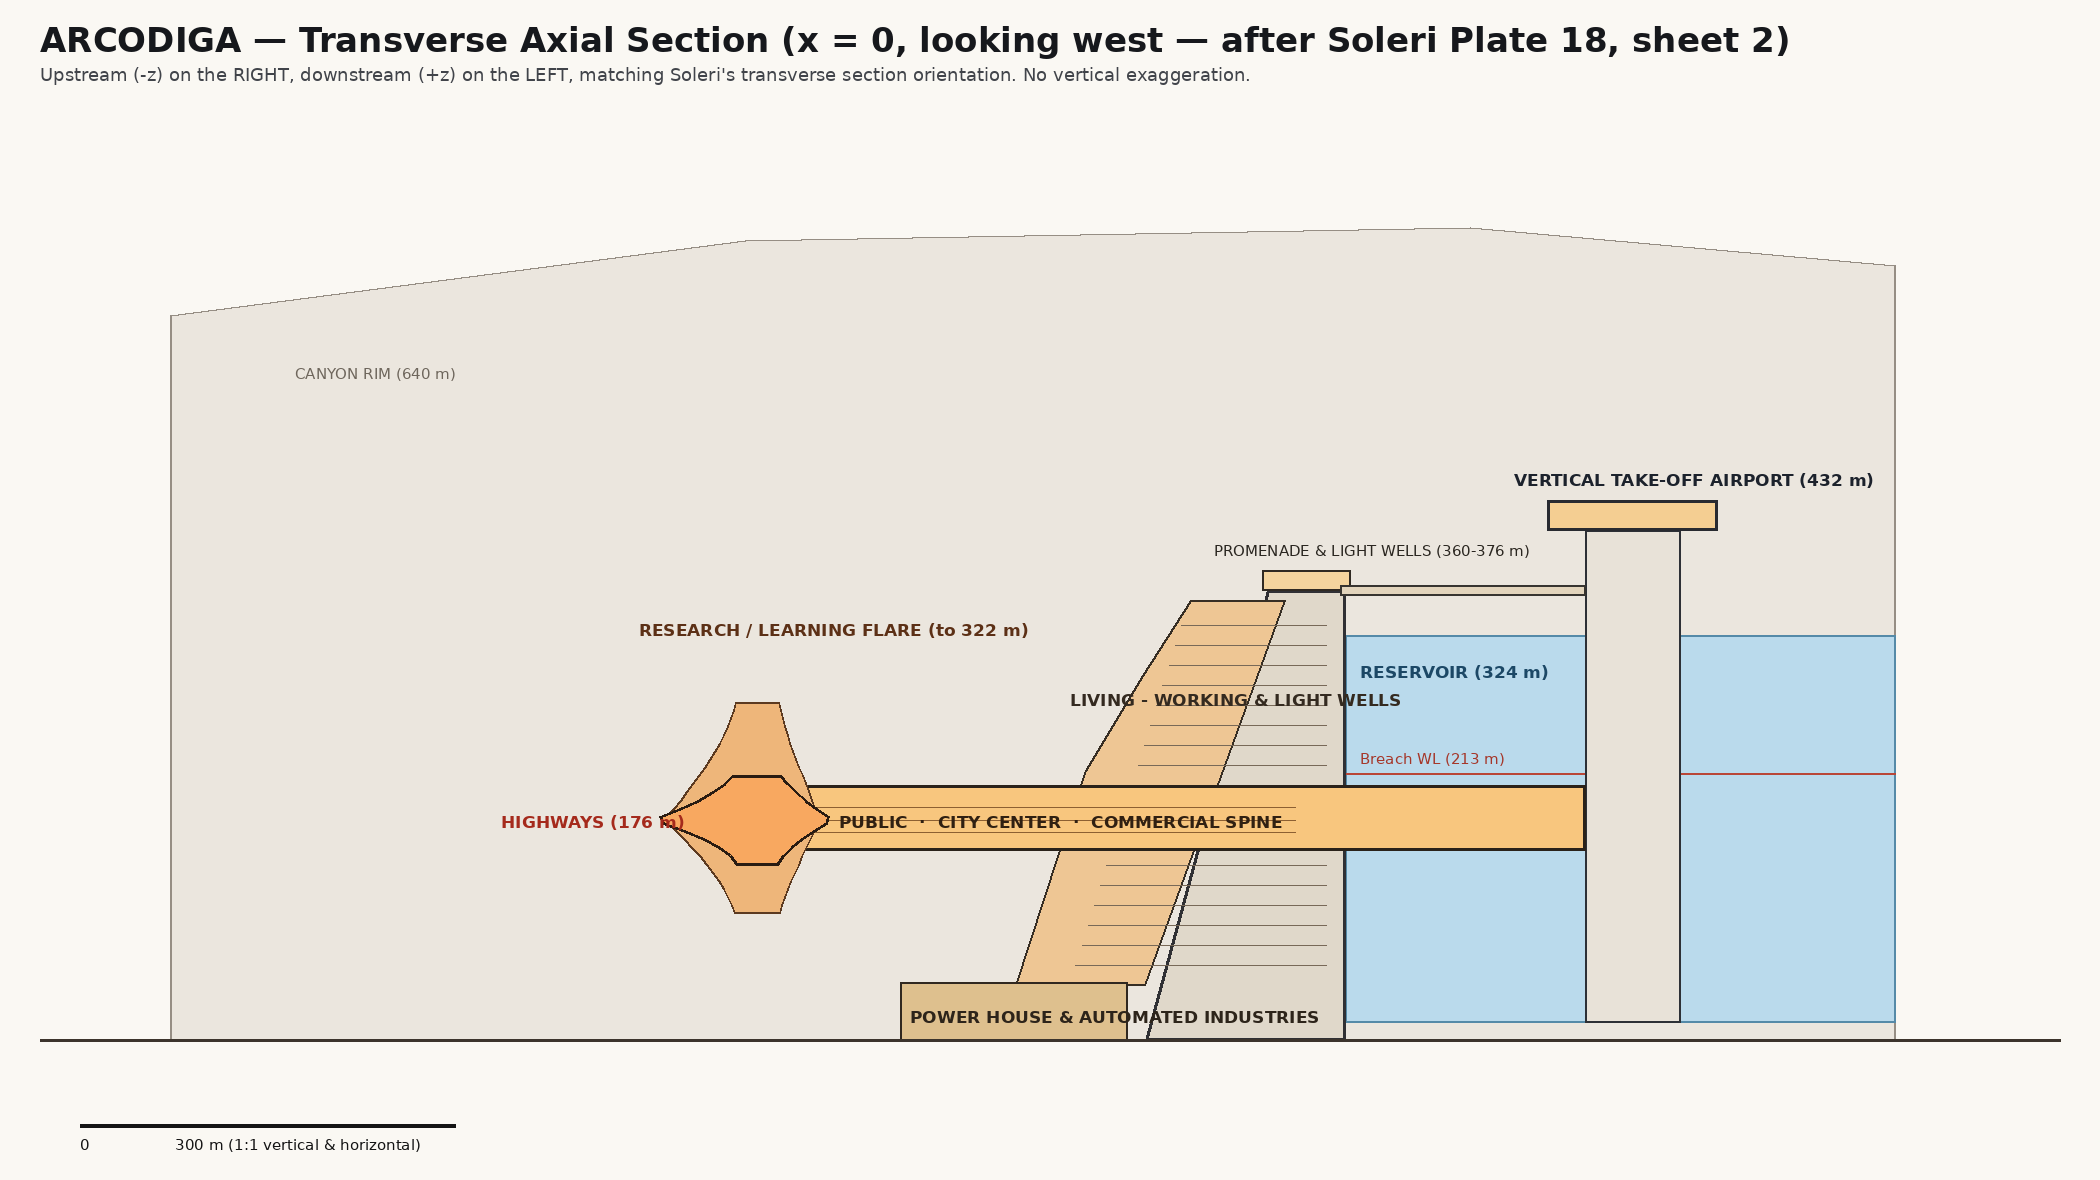 ARCODIGA — Transverse Axial Section (x = 0, looking west — after Soleri Plate 18, sheet 2)
Upstream (-z) on the RIGHT, downstream (+z) on the LEFT, matching Soleri's transverse section orientation. No vertical exaggeration.
CANYON RIM (640 m)
VERTICAL TAKE-OFF AIRPORT (432 m)
PROMENADE & LIGHT WELLS (360-376 m)
RESEARCH / LEARNING FLARE (to 322 m)
RESERVOIR (324 m)
LIVING - WORKING & LIGHT WELLS
Breach WL (213 m)
HIGHWAYS (176 m)
PUBLIC · CITY CENTER · COMMERCIAL SPINE
POWER HOUSE & AUTOMATED INDUSTRIES
0
300 m (1:1 vertical & horizontal)